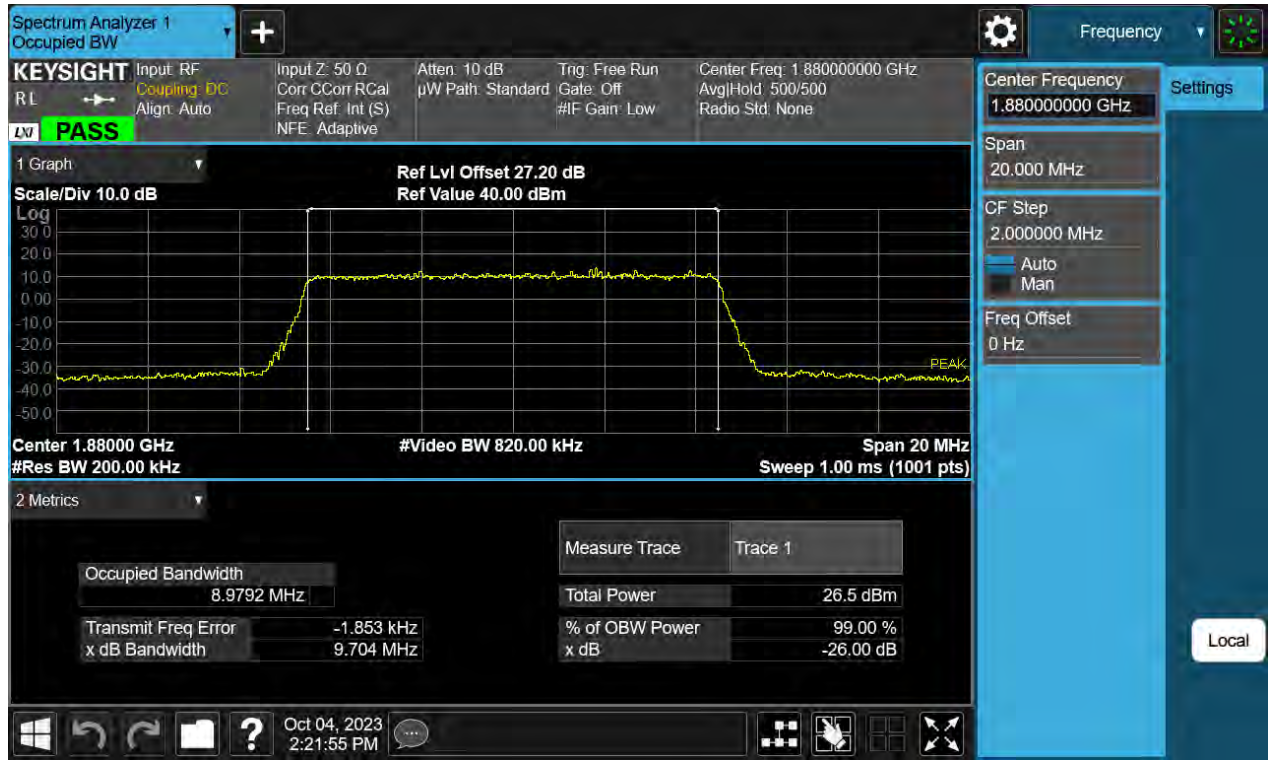 Spectrum Analyzer 1
Occupied BW
+
Frequency
KEYSIGHT
RL
LXI
PASS
Input: RF
Coupling: DC
Align: Auto
Input Z: 50 Ω
Corr CCorr RCal
Freq Ref: Int (S)
NFE: Adaptive
Atten: 10 dB
µW Path: Standard
Trig: Free Run
Gate: Off
#IF Gain: Low
Center Freq: 1.880000000 GHz
Avg|Hold: 500/500
Radio Std: None
Center Frequency
1.880000000 GHz
Settings
Span
20.000 MHz
CF Step
2.000000 MHz
Auto
Man
Freq Offset
0 Hz
Local
1 Graph
Scale/Div 10.0 dB
Ref Lvl Offset 27.20 dB
Ref Value 40.00 dBm
Log
30.0
20.0
10.0
0.00
-10.0
-20.0
-30.0
-40.0
-50.0
PEAK
Center 1.88000 GHz
#Video BW 820.00 kHz
Span 20 MHz
#Res BW 200.00 kHz
Sweep 1.00 ms (1001 pts)
2 Metrics
Measure Trace Trace 1
Occupied Bandwidth
8.9792 MHz
Total Power 26.5 dBm
Transmit Freq Error -1.853 kHz
% of OBW Power 99.00 %
x dB Bandwidth 9.704 MHz
x dB -26.00 dB
?
Oct 04, 2023
2:21:55 PM